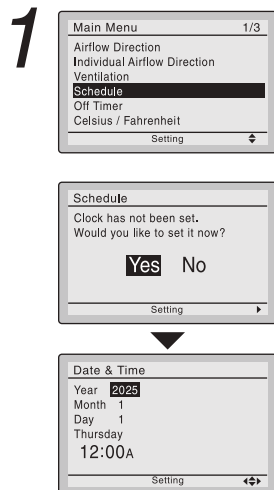 1
Main Menu 1/3
Airflow Direction
Individual Airflow Direction
Ventilation
Schedule
Off Timer
Celsius / Fahrenheit
Setting
Schedule
Clock has not been set.
Would you like to set it now?
Yes No
Setting
Date & Time
Year 2025
Month 1
Day 1
Thursday
12:00A
Setting